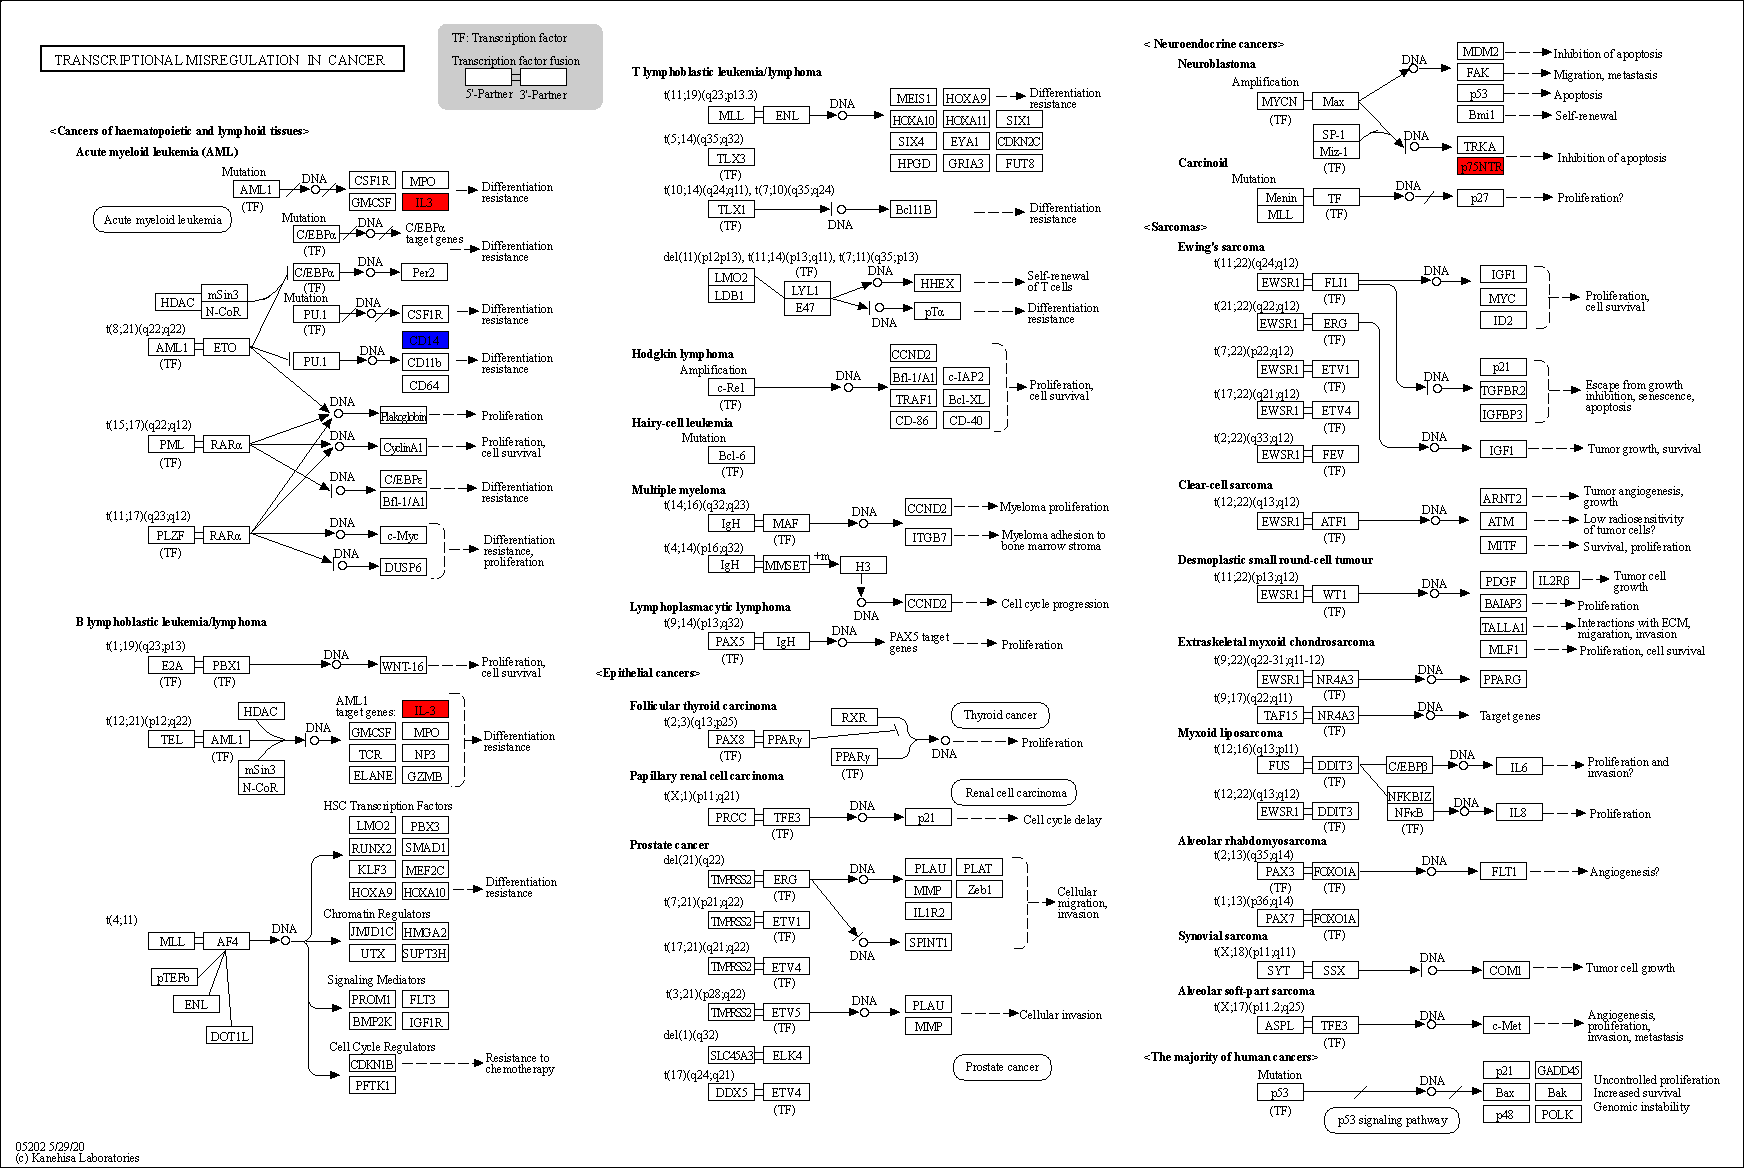 TRANSCRIPTIONAL MISREGULATION IN CANCER
TF: Transcription factor
Transcription factor fusion
5'-Partner 3'-Partner
<Cancers of haematopoietic and lymphoid tissues>
Acute myeloid leukemia (AML)
Mutation
AML1
(TF)
DNA
CSF1R MPO
GMCSF IL3
Differentiation
resistance
Acute myeloid leukemia
Mutation
C/EBPα
(TF)
DNA
C/EBPα
target genes
Differentiation
resistance
C/EBPα
(TF)
DNA
Per2
HDAC
mSin3
N-CoR
Mutation
PU.1
(TF)
DNA
CSF1R
Differentiation
resistance
t(8;21)(q22;q22)
AML1 ETO
(TF)
PU.1
DNA
CD14
CD11b
CD64
Differentiation
resistance
DNA
Plakoglobin
Proliferation
t(15;17)(q22;q12)
PML RARα
(TF)
DNA
CyclinA1
Proliferation,
cell survival
DNA
C/EBPε
Bfl-1/A1
Differentiation
resistance
t(11;17)(q23;q12)
PLZF RARα
(TF)
DNA
c-Myc
DNA
DUSP6
Differentiation
resistance,
proliferation
B lymphoblastic leukemia/lymphoma
t(1;19)(q23;p13)
E2A PBX1
(TF) (TF)
DNA
WNT-16
Proliferation,
cell survival
t(12;21)(p12;q22)
TEL AML1
(TF)
HDAC
mSin3
N-CoR
DNA
AML1
target genes:
IL-3
GMCSF MPO
TCR NP3
ELANE GZMB
Differentiation
resistance
HSC Transcription Factors
LMO2 PBX3
RUNX2 SMAD1
KLF3 MEF2C
HOXA9 HOXA10
Differentiation
resistance
t(4;11)
MLL AF4
DNA
pTEFb
ENL
DOT1L
Chromatin Regulators
JMJD1C HMGA2
UTX SUPT3H
Signaling Mediators
PROM1 FLT3
BMP2K IGF1R
Cell Cycle Regulators
CDKN1B
PFTK1
Resistance to
chemotherapy
05202 5/29/20
(c) Kanehisa Laboratories
T lymphoblastic leukemia/lymphoma
t(11;19)(q23;p13.3)
MLL ENL
DNA
MEIS1 HOXA9
HOXA10 HOXA11 SIX1
SIX4 EYA1 CDKN2C
HPGD GRIA3 FUT8
Differentiation
resistance
t(5;14)(q35;q32)
TLX3
(TF)
t(10;14)(q24;q11), t(7;10)(q35;q24)
TLX1
(TF)
DNA
Bcl11B
Differentiation
resistance
del(11)(p12p13), t(11;14)(p13;q11), t(7;11)(q35;p13)
LMO2
LDB1
(TF)
LYL1
E47
DNA
HHEX
Self-renewal
of T cells
DNA
pTα
Differentiation
resistance
Hodgkin lymphoma
Amplification
c-Rel
(TF)
DNA
CCND2
Bfl-1/A1 c-IAP2
TRAF1 Bcl-XL
CD-86 CD-40
Proliferation,
cell survival
Hairy-cell leukemia
Mutation
Bcl-6
(TF)
Multiple myeloma
t(14;16)(q32;q23)
IgH MAF
(TF)
DNA
CCND2
Myeloma proliferation
ITGB7
Myeloma adhesion to
bone marrow stroma
t(4;14)(p16;q32)
IgH MMSET
+m
H3
DNA
CCND2
Cell cycle progression
Lymphoplasmacytic lymphoma
t(9;14)(p13;q32)
PAX5 IgH
(TF)
DNA
PAX5 target
genes
Proliferation
<Epithelial cancers>
Follicular thyroid carcinoma
t(2;3)(q13;p25)
PAX8 PPARγ
(TF)
RXR
PPARγ
(TF)
DNA
Thyroid cancer
Proliferation
Papillary renal cell carcinoma
t(X;1)(p11;q21)
PRCC TFE3
(TF)
DNA
p21
Renal cell carcinoma
Cell cycle delay
Prostate cancer
del(21)(q22)
TMPRSS2 ERG
(TF)
DNA
PLAU PLAT
MMP Zeb1
IL1R2
DNA
SPINT1
Cellular
migration,
invasion
t(7;21)(p21;q22)
TMPRSS2 ETV1
(TF)
t(17;21)(q21;q22)
TMPRSS2 ETV4
(TF)
t(3;21)(p28;q22)
TMPRSS2 ETV5
(TF)
DNA
PLAU
MMP
Cellular invasion
del(1)(q32)
SLC45A3 ELK4
t(17)(q24;q21)
DDX5 ETV4
(TF)
Prostate cancer
< Neuroendocrine cancers>
Neuroblastoma
Amplification
MYCN Max
(TF)
DNA
MDM2
Inhibition of apoptosis
FAK
Migration, metastasis
p53
Apoptosis
Bmi1
Self-renewal
SP-1
Miz-1
(TF)
DNA
TRKA
p75NTR
Inhibition of apoptosis
Carcinoid
Mutation
Menin
MLL
TF
(TF)
DNA
p27
Proliferation?
<Sarcomas>
Ewing's sarcoma
t(11;22)(q24;q12)
EWSR1 FLI1
(TF)
DNA
IGF1
MYC
ID2
Proliferation,
cell survival
t(21;22)(q22;q12)
EWSR1 ERG
(TF)
t(7;22)(p22;q12)
EWSR1 ETV1
(TF)
DNA
p21
TGFBR2
IGFBP3
Escape from growth
inhibition, senescence,
apoptosis
t(17;22)(q21;q12)
EWSR1 ETV4
(TF)
t(2;22)(q33;q12)
EWSR1 FEV
(TF)
DNA
IGF1
Tumor growth, survival
Clear-cell sarcoma
t(12;22)(q13;q12)
EWSR1 ATF1
(TF)
DNA
ARNT2
Tumor angiogenesis,
growth
ATM
Low radiosensitivity
of tumor cells?
MITF
Survival, proliferation
Desmoplastic small round-cell tumour
t(11;22)(p13;q12)
EWSR1 WT1
(TF)
DNA
PDGF IL2Rβ
Tumor cell
growth
BAIAP3
Proliferation
TALLA1
Interactions with ECM,
migaration, invasion
MLF1
Proliferation, cell survival
Extraskeletal myxoid chondrosarcoma
t(9;22)(q22-31;q11-12)
EWSR1 NR4A3
(TF)
DNA
PPARG
t(9;17)(q22;q11)
TAF15 NR4A3
(TF)
DNA
Target genes
Myxoid liposarcoma
t(12;16)(q13;p11)
FUS DDIT3
(TF)
C/EBPβ
DNA
IL6
Proliferation and
invasion?
t(12;22)(q13;q12)
EWSR1 DDIT3
(TF)
NFKBIZ
NFκB
(TF)
DNA
IL8
Proliferation
Alveolar rhabdomyosarcoma
t(2;13)(q35;q14)
PAX3 FOXO1A
(TF) (TF)
DNA
FLT1
Angiogenesis?
t(1;13)(p36;q14)
PAX7 FOXO1A
(TF) (TF)
Synovial sarcoma
t(X;18)(p11;q11)
SYT SSX
(TF)
DNA
COM1
Tumor cell growth
Alveolar soft-part sarcoma
t(X;17)(p11.2;q25)
ASPL TFE3
(TF)
DNA
c-Met
Angiogenesis,
proliferation,
invasion, metastasis
<The majority of human cancers>
Mutation
p53
(TF)
DNA
p21 GADD45
Bax Bak
p48 POLK
Uncontrolled proliferation
Increased survival
Genomic instability
p53 signaling pathway